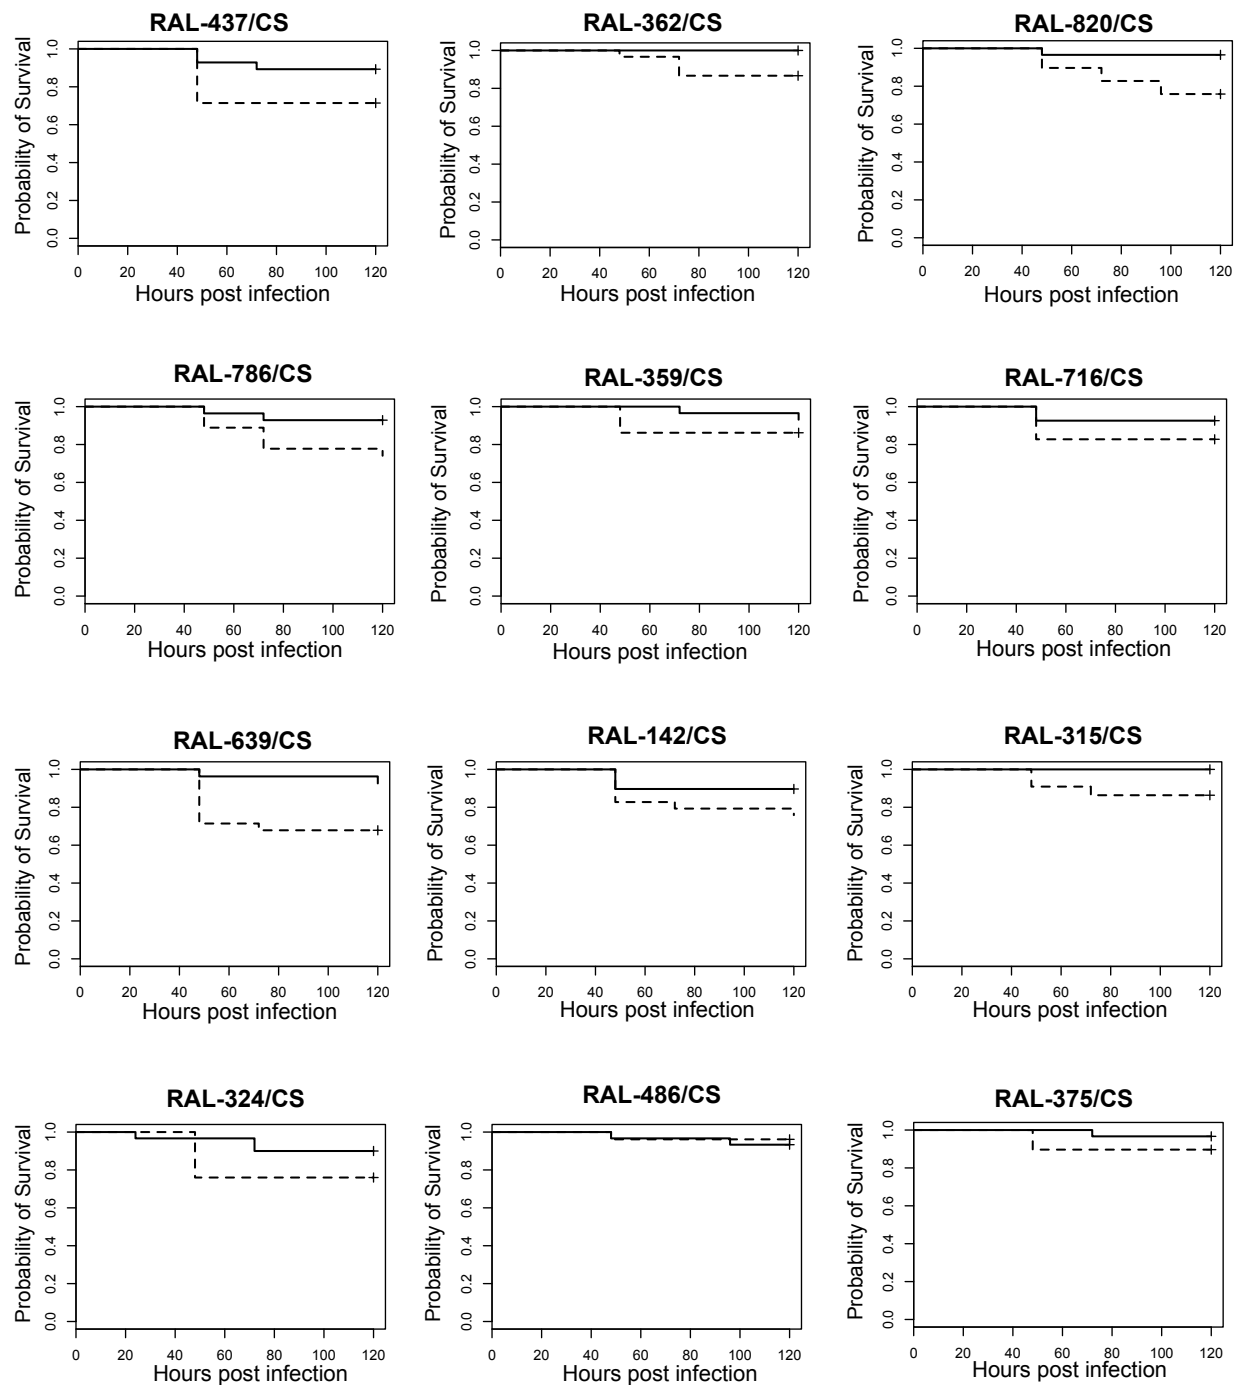 RAL-437/CS
Probability of Survival
0.0 0.2 0.4 0.6 0.8 1.0
0 20 40 60 80 100 120
Hours post infection
RAL-362/CS
Probability of Survival
0.0 0.2 0.4 0.6 0.8 1.0
0 20 40 60 80 100 120
Hours post infection
RAL-820/CS
Probability of Survival
0.0 0.2 0.4 0.6 0.8 1.0
0 20 40 60 80 100 120
Hours post infection
RAL-786/CS
Probability of Survival
0.0 0.2 0.4 0.6 0.8 1.0
0 20 40 60 80 100 120
Hours post infection
RAL-359/CS
Probability of Survival
0.0 0.2 0.4 0.6 0.8 1.0
0 20 40 60 80 100 120
Hours post infection
RAL-716/CS
Probability of Survival
0.0 0.2 0.4 0.6 0.8 1.0
0 20 40 60 80 100 120
Hours post infection
RAL-639/CS
Probability of Survival
0.0 0.2 0.4 0.6 0.8 1.0
0 20 40 60 80 100 120
Hours post infection
RAL-142/CS
Probability of Survival
0.0 0.2 0.4 0.6 0.8 1.0
0 20 40 60 80 100 120
Hours post infection
RAL-315/CS
Probability of Survival
0.0 0.2 0.4 0.6 0.8 1.0
0 20 40 60 80 100 120
Hours post infection
RAL-324/CS
Probability of Survival
0.0 0.2 0.4 0.6 0.8 1.0
0 20 40 60 80 100 120
Hours post infection
RAL-486/CS
Probability of Survival
0.0 0.2 0.4 0.6 0.8 1.0
0 20 40 60 80 100 120
Hours post infection
RAL-375/CS
Probability of Survival
0.0 0.2 0.4 0.6 0.8 1.0
0 20 40 60 80 100 120
Hours post infection